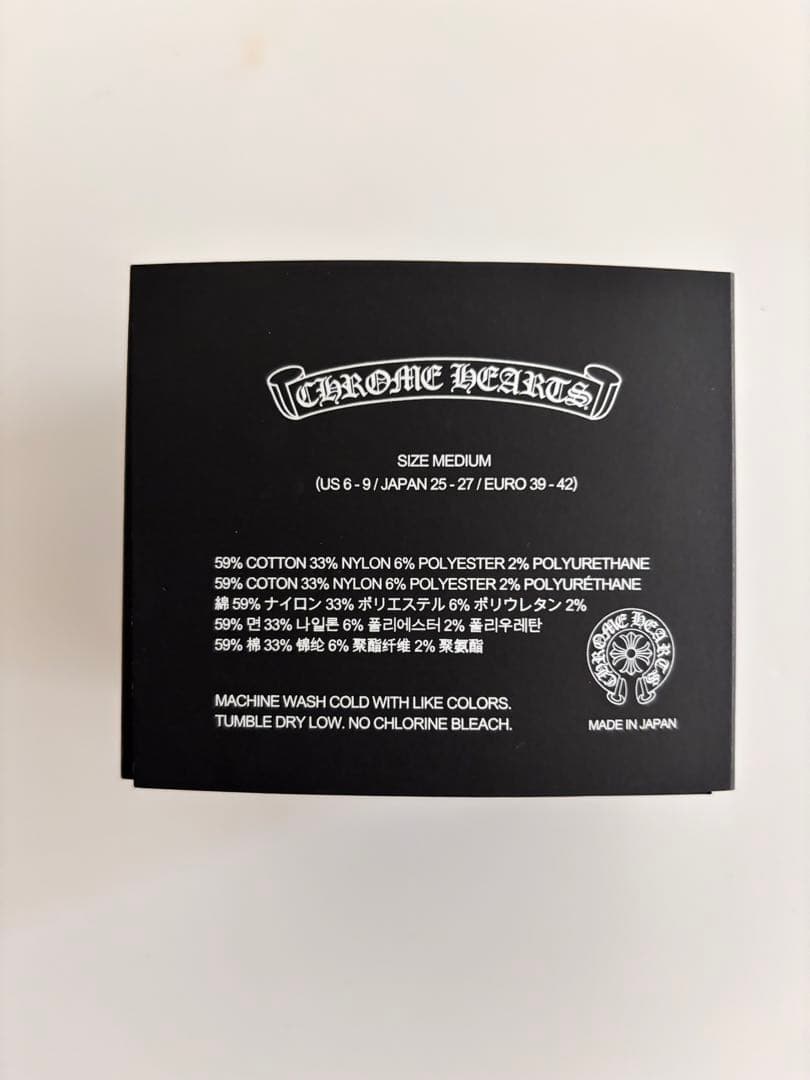 CHROME HEARTS
SIZE MEDIUM
(US 6 - 9 / JAPAN 25 - 27 / EURO 39 - 42)
59% COTTON 33% NYLON 6% POLYESTER 2% POLYURETHANE
59% COTON 33% NYLON 6% POLYESTER 2% POLYURÉTHANE
綿 59% ナイロン 33% ポリエステル 6% ポリウレタン 2%
59% 면 33% 나일론 6% 폴리에스터 2% 폴리우레탄
59% 棉 33% 锦纶 6% 聚酯纤维 2% 聚氨酯
CHROME HEARTS
MACHINE WASH COLD WITH LIKE COLORS.
TUMBLE DRY LOW. NO CHLORINE BLEACH.
MADE IN JAPAN